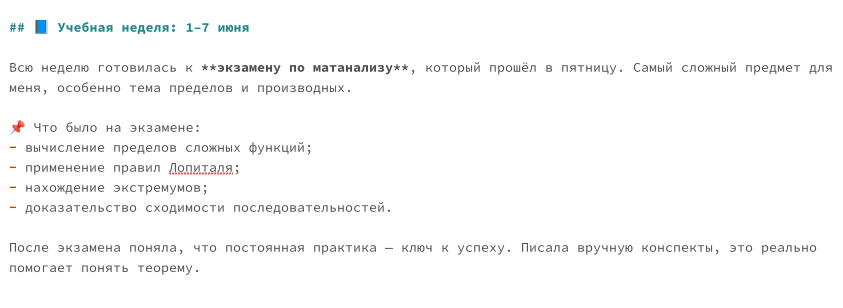 ## 📘 Учебная неделя: 1–7 июня
Всю неделю готовилась к **экзамену по матанализу**, который прошёл в пятницу. Самый сложный предмет для
меня, особенно тема пределов и производных.
📌 Что было на экзамене:
- вычисление пределов сложных функций;
- применение правил Лопиталя;
- нахождение экстремумов;
- доказательство сходимости последовательностей.
После экзамена поняла, что постоянная практика — ключ к успеху. Писала вручную конспекты, это реально
помогает понять теорему.